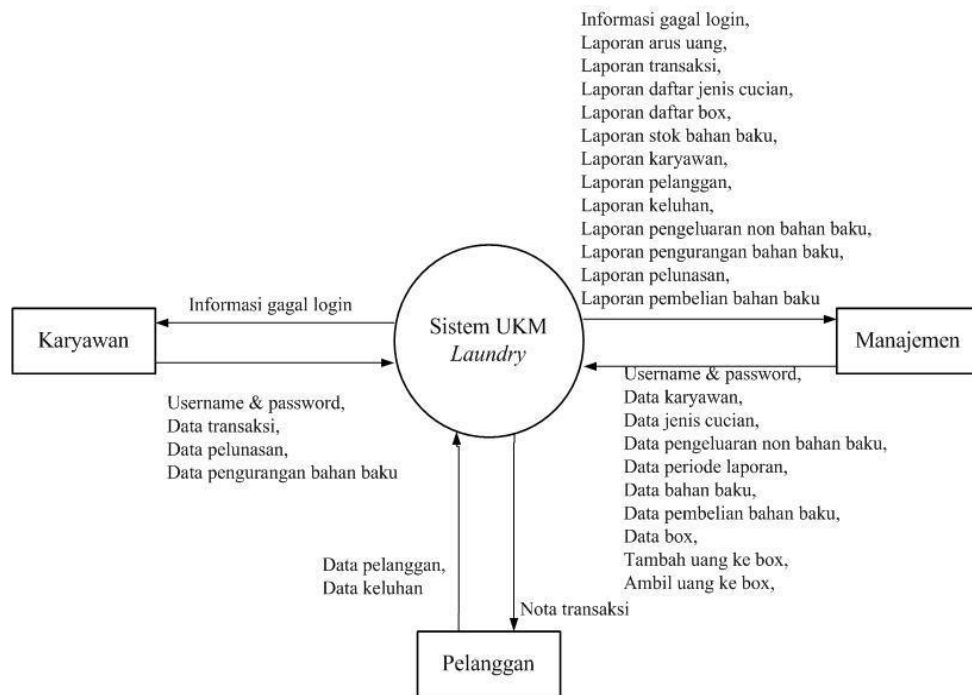 Informasi gagal login,
Laporan arus uang,
Laporan transaksi,
Laporan daftar jenis cucian,
Laporan daftar box,
Laporan stok bahan baku,
Laporan karyawan,
Laporan pelanggan,
Laporan keluhan,
Laporan pengeluaran non bahan baku,
Laporan pengurangan bahan baku,
Laporan pelunasan,
Laporan pembelian bahan baku
Informasi gagal login
Karyawan
Sistem UKM
Laundry
Manajemen
Username & password,
Data transaksi,
Data pelunasan,
Data pengurangan bahan baku
Username & password,
Data karyawan,
Data jenis cucian,
Data pengeluaran non bahan baku,
Data periode laporan,
Data bahan baku,
Data pembelian bahan baku,
Data box,
Tambah uang ke box,
Ambil uang ke box,
Data pelanggan,
Data keluhan
Nota transaksi
Pelanggan